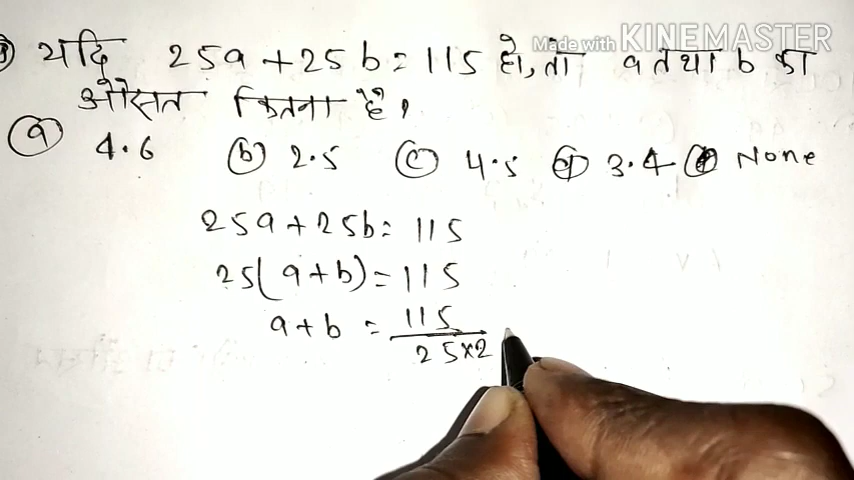 Made with KINEMASTER
यदि 25a + 25b = 115 हो, तो a तथा b का
औसत कितना है?
(a) 4.6 (b) 2.5 (c) 4.5 (d) 3.4 (e) None
25a + 25b = 115
25(a + b) = 115
a + b = 115
25×2